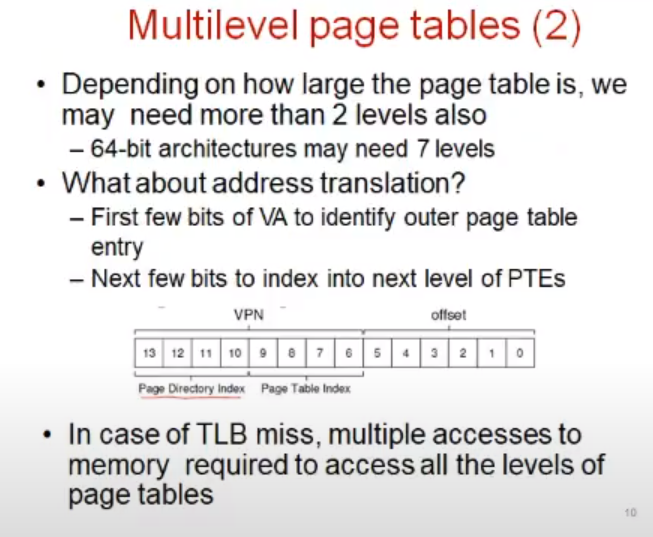 Multilevel page tables (2)
• Depending on how large the page table is, we
may need more than 2 levels also
– 64-bit architectures may need 7 levels
• What about address translation?
– First few bits of VA to identify outer page table
entry
– Next few bits to index into next level of PTEs
VPN offset
13 12 11 10 9 8 7 6 5 4 3 2 1 0
Page Directory Index Page Table Index
• In case of TLB miss, multiple accesses to
memory required to access all the levels of
page tables
10